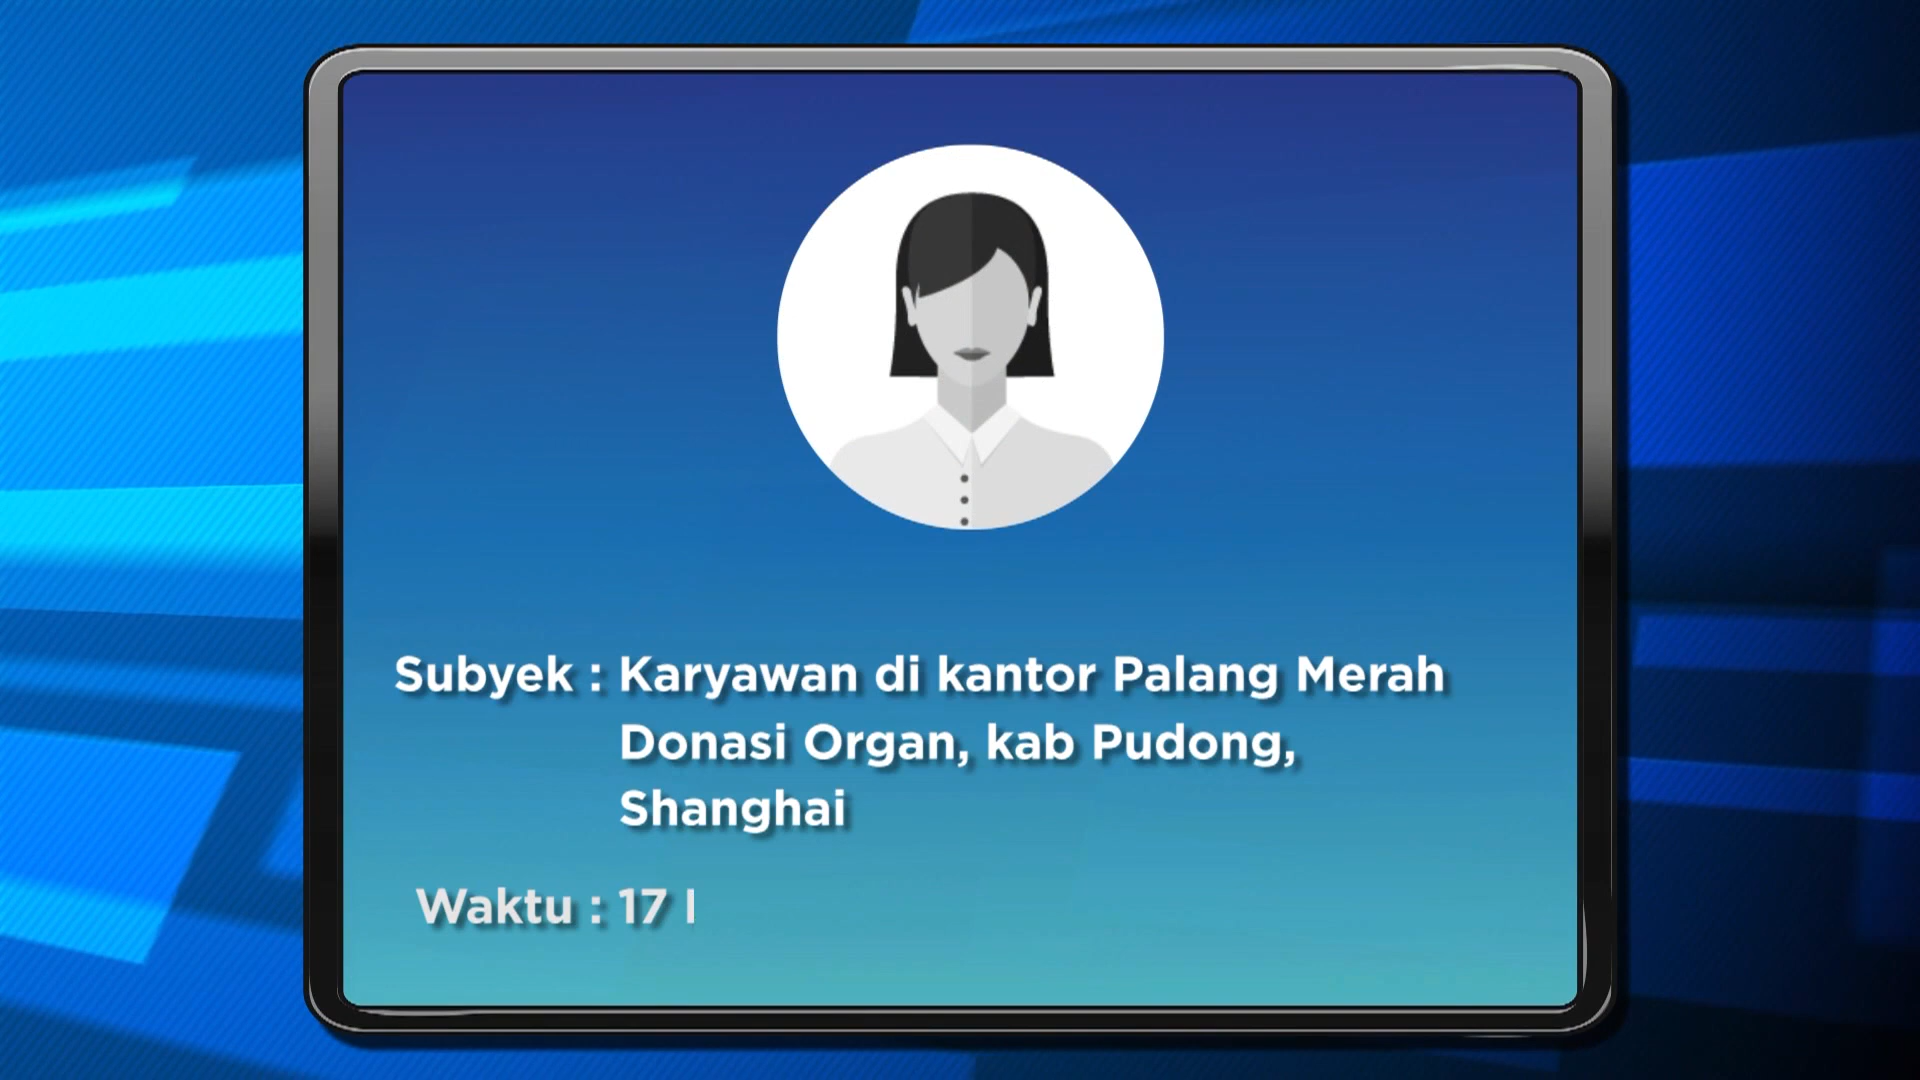 Subyek : Karyawan di kantor Palang Merah
Donasi Organ, kab Pudong,
Shanghai
Waktu : 17